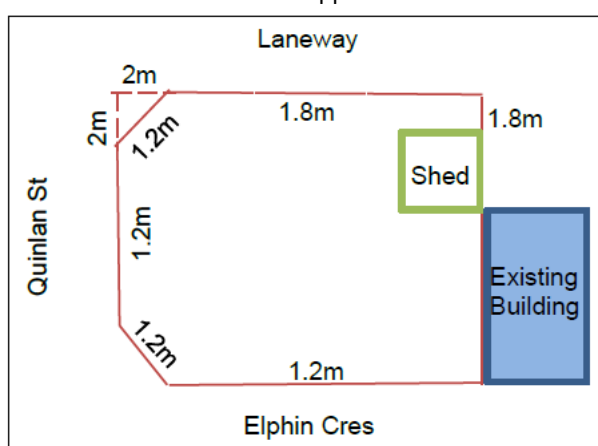 Laneway
2m
1.8m
1.8m
2m
1.2m
Shed
Quinlan St
1.2m
Existing
Building
1.2m
1.2m
Elphin Cres